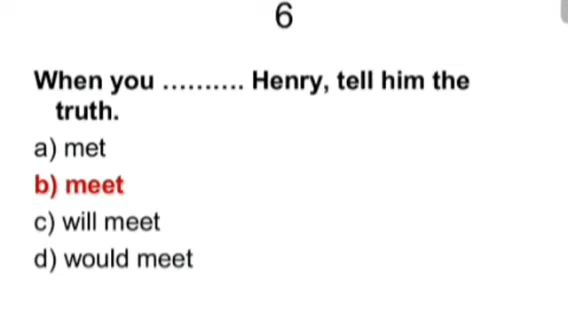 6
When you .......... Henry, tell him the
truth.
a) met
b) meet
c) will meet
d) would meet